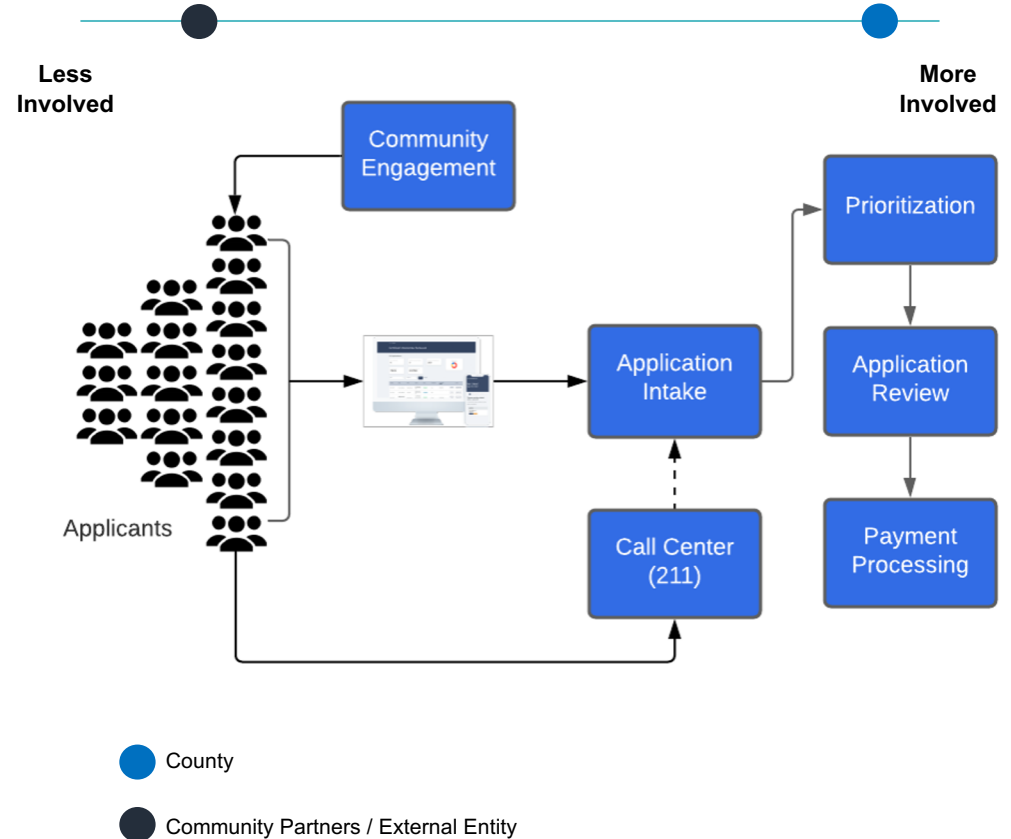 Less
Involved
More
Involved
Community
Engagement
Prioritization
Application
Intake
Application
Review
Applicants
Call Center
(211)
Payment
Processing
County
Community Partners / External Entity